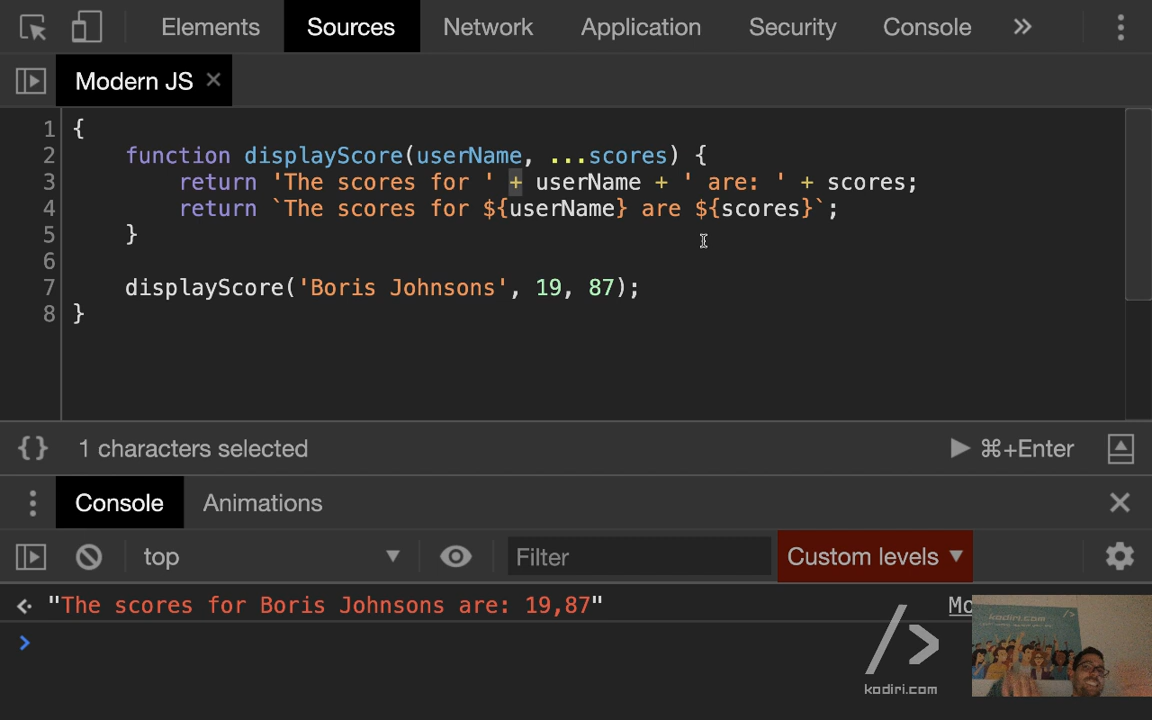 Elements Sources Network Application Security Console »
Modern JS ×
1 {
2 function displayScore(userName, ...scores) {
3 return 'The scores for ' + userName + ' are: ' + scores;
4 return `The scores for ${userName} are ${scores}`;
5 }
6
7 displayScore('Boris Johnsons', 19, 87);
8 }
{} 1 characters selected ⌘+Enter
Console Animations
top Filter Custom levels
"The scores for Boris Johnsons are: 19,87" Mo
kodiri.com
/>
kodiri.com